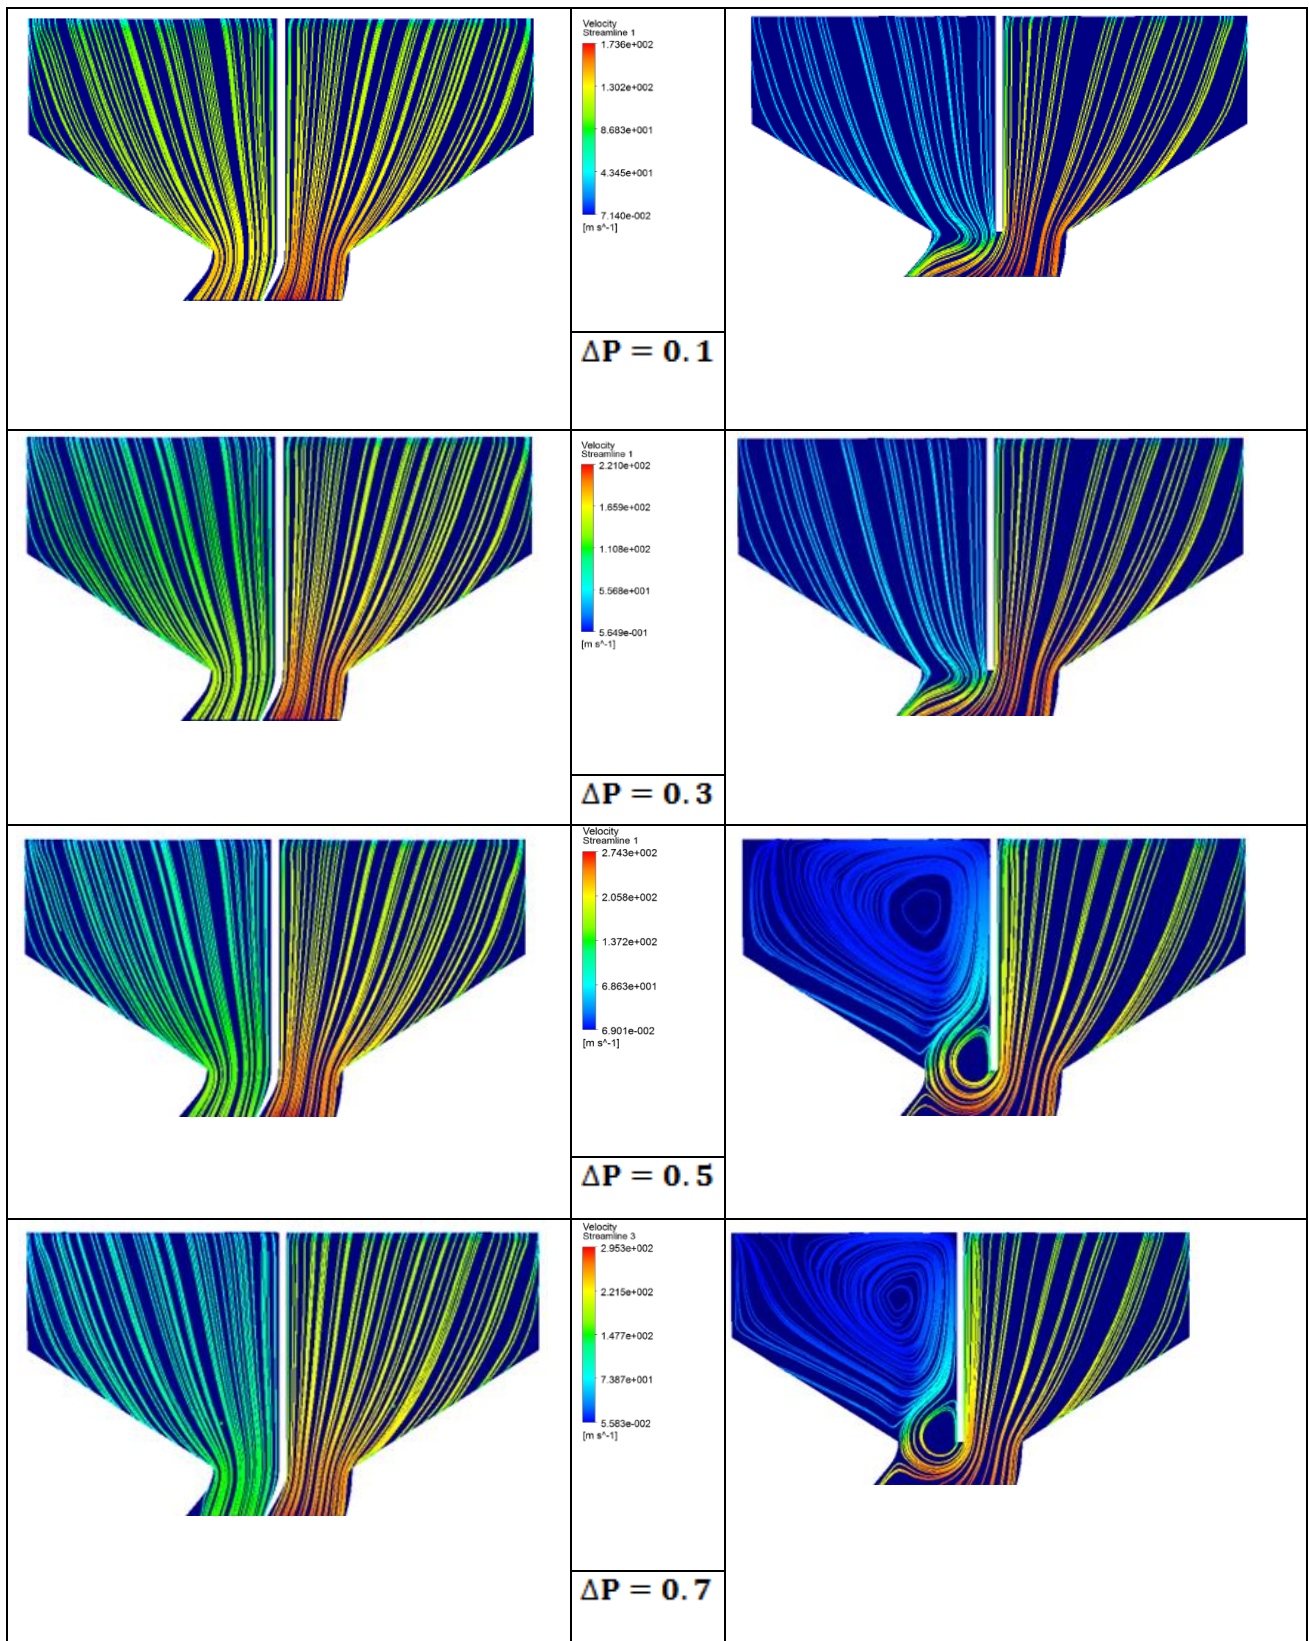 Velocity
Streamline 1
1.736e+002
1.302e+002
8.683e+001
4.345e+001
7.140e-002
[m s^-1]
ΔP = 0.1
Velocity
Streamline 1
2.210e+002
1.659e+002
1.108e+002
5.568e+001
5.649e-001
[m s^-1]
ΔP = 0.3
Velocity
Streamline 1
2.743e+002
2.058e+002
1.372e+002
6.863e+001
6.901e-002
[m s^-1]
ΔP = 0.5
Velocity
Streamline 3
2.953e+002
2.215e+002
1.477e+002
7.387e+001
5.583e-002
[m s^-1]
ΔP = 0.7